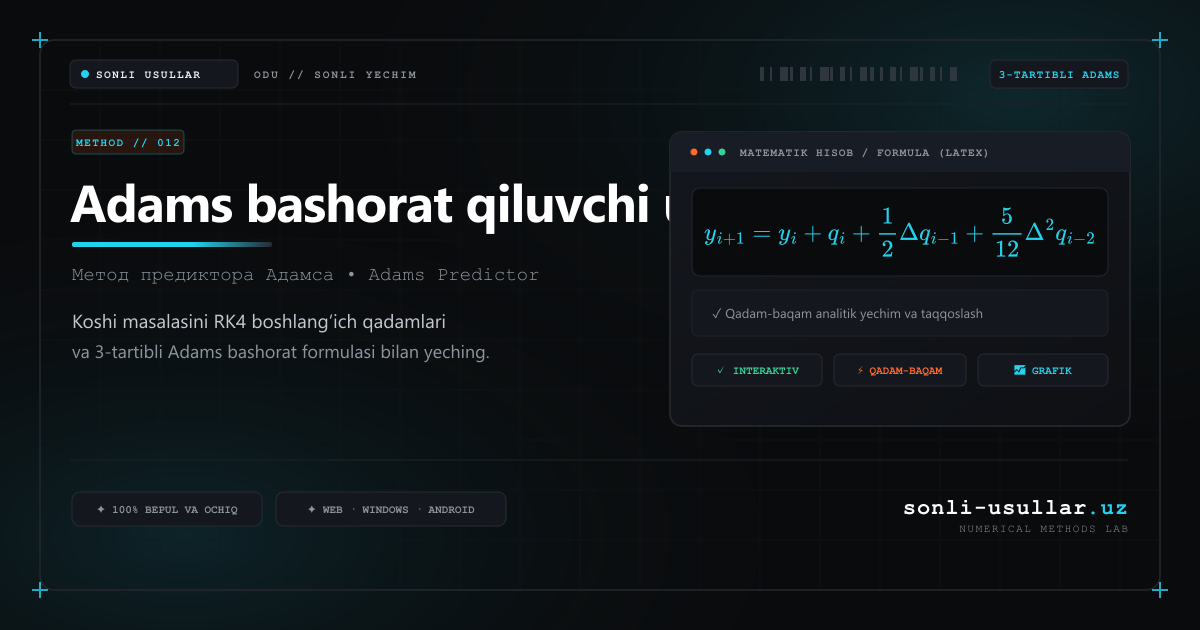 SONLI USULLAR
ODU // SONLI YECHIM
3-TARTIBLI ADAMS
METHOD // 012
Adams bashorat qiluvchi
Метод предиктора Адамса • Adams Predictor
Koshi masalasini RK4 boshlang‘ich qadamlari
va 3-tartibli Adams bashorat formulasi bilan yeching.
MATEMATIK HISOB / FORMULA (LATEX)
y_{i+1} = y_i + q_i + \frac{1}{2}Δq_{i−1} + \frac{5}{12}Δ^2 q_{i−2}
✓ Qadam-baqam analitik yechim va taqqoslash
✓ INTERAKTIV
⚡ QADAM-BAQAM
GRAFIK
✦ 100% BEPUL VA OCHIQ
✦ WEB · WINDOWS · ANDROID
sonli-usullar.uz
NUMERICAL METHODS LAB